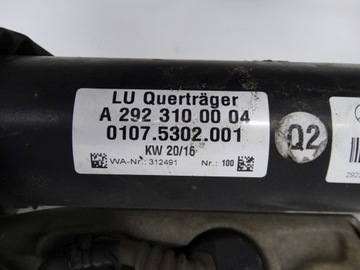 LU Querträger
A 292 310 00 04
0107.5302.001
KW 20/16
WA-Nr.: 312491 Nr.: 100
Q2